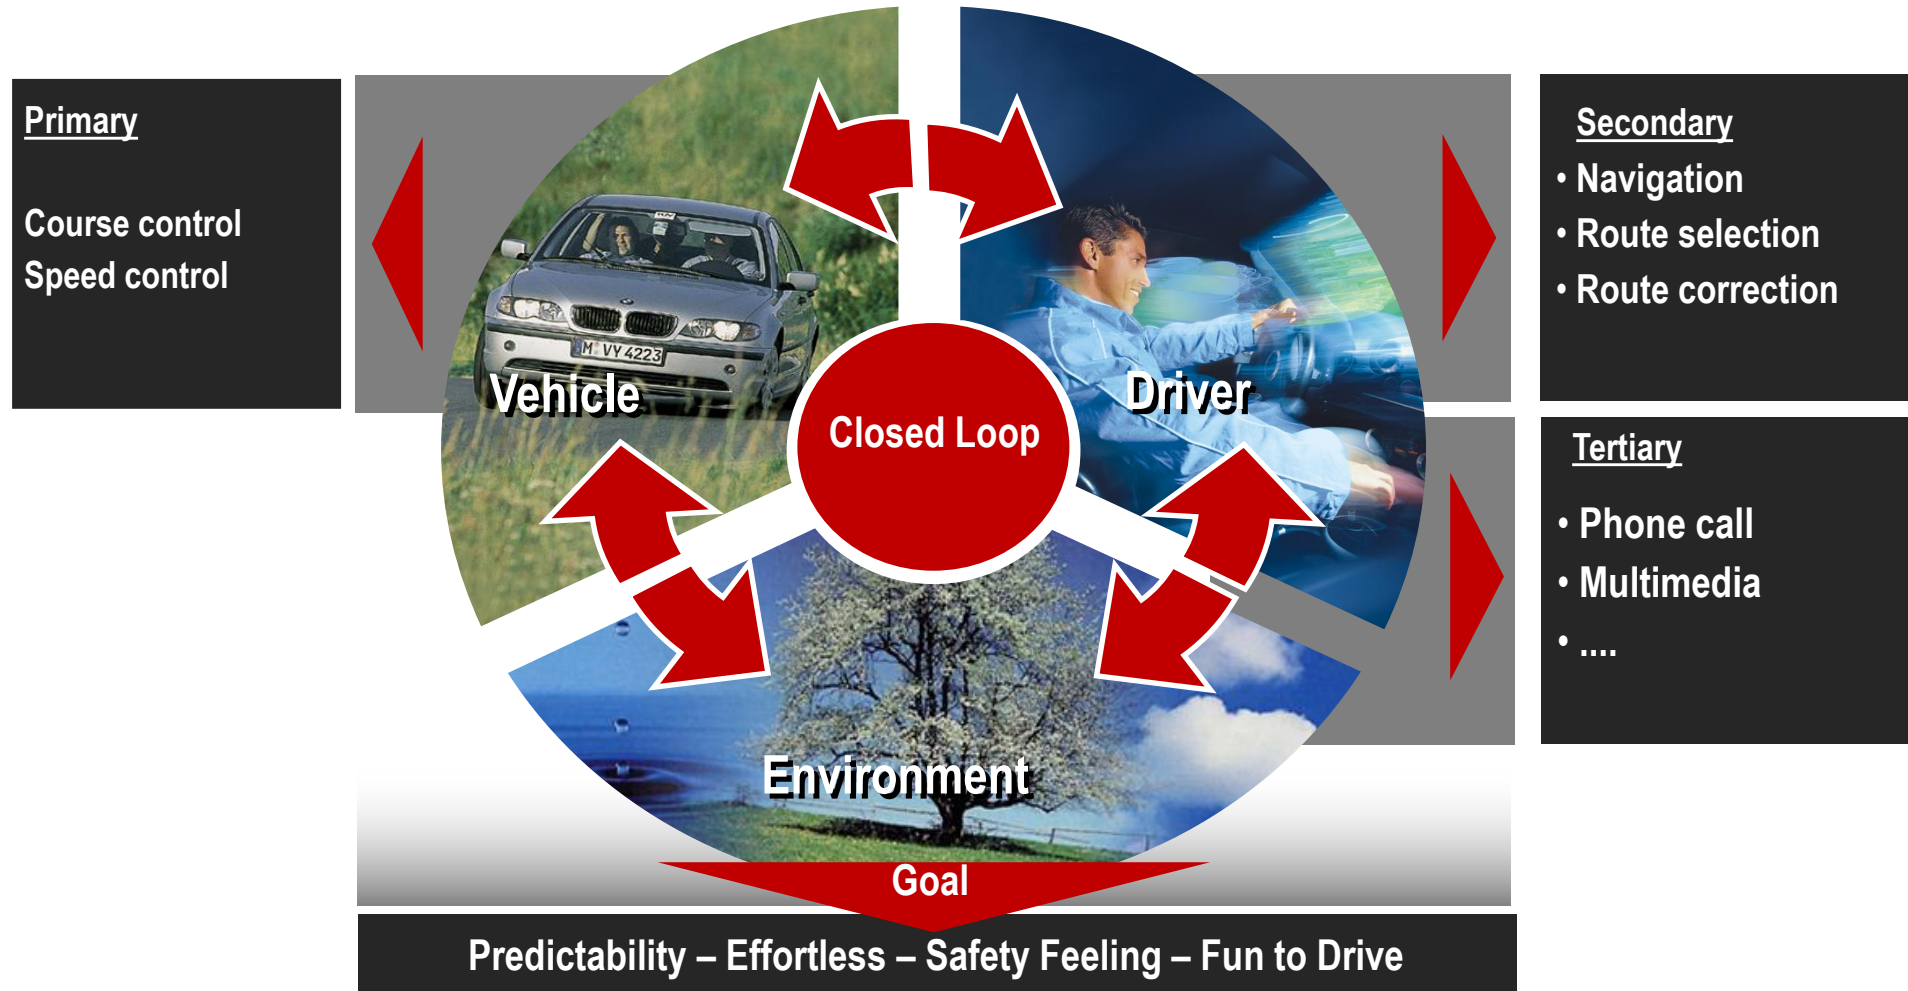 Primary
Course control
Speed control
Vehicle
M VY 4223
Closed Loop
Driver
Environment
Secondary
• Navigation
• Route selection
• Route correction
Tertiary
• Phone call
• Multimedia
• ....
Goal
Predictability – Effortless – Safety Feeling – Fun to Drive